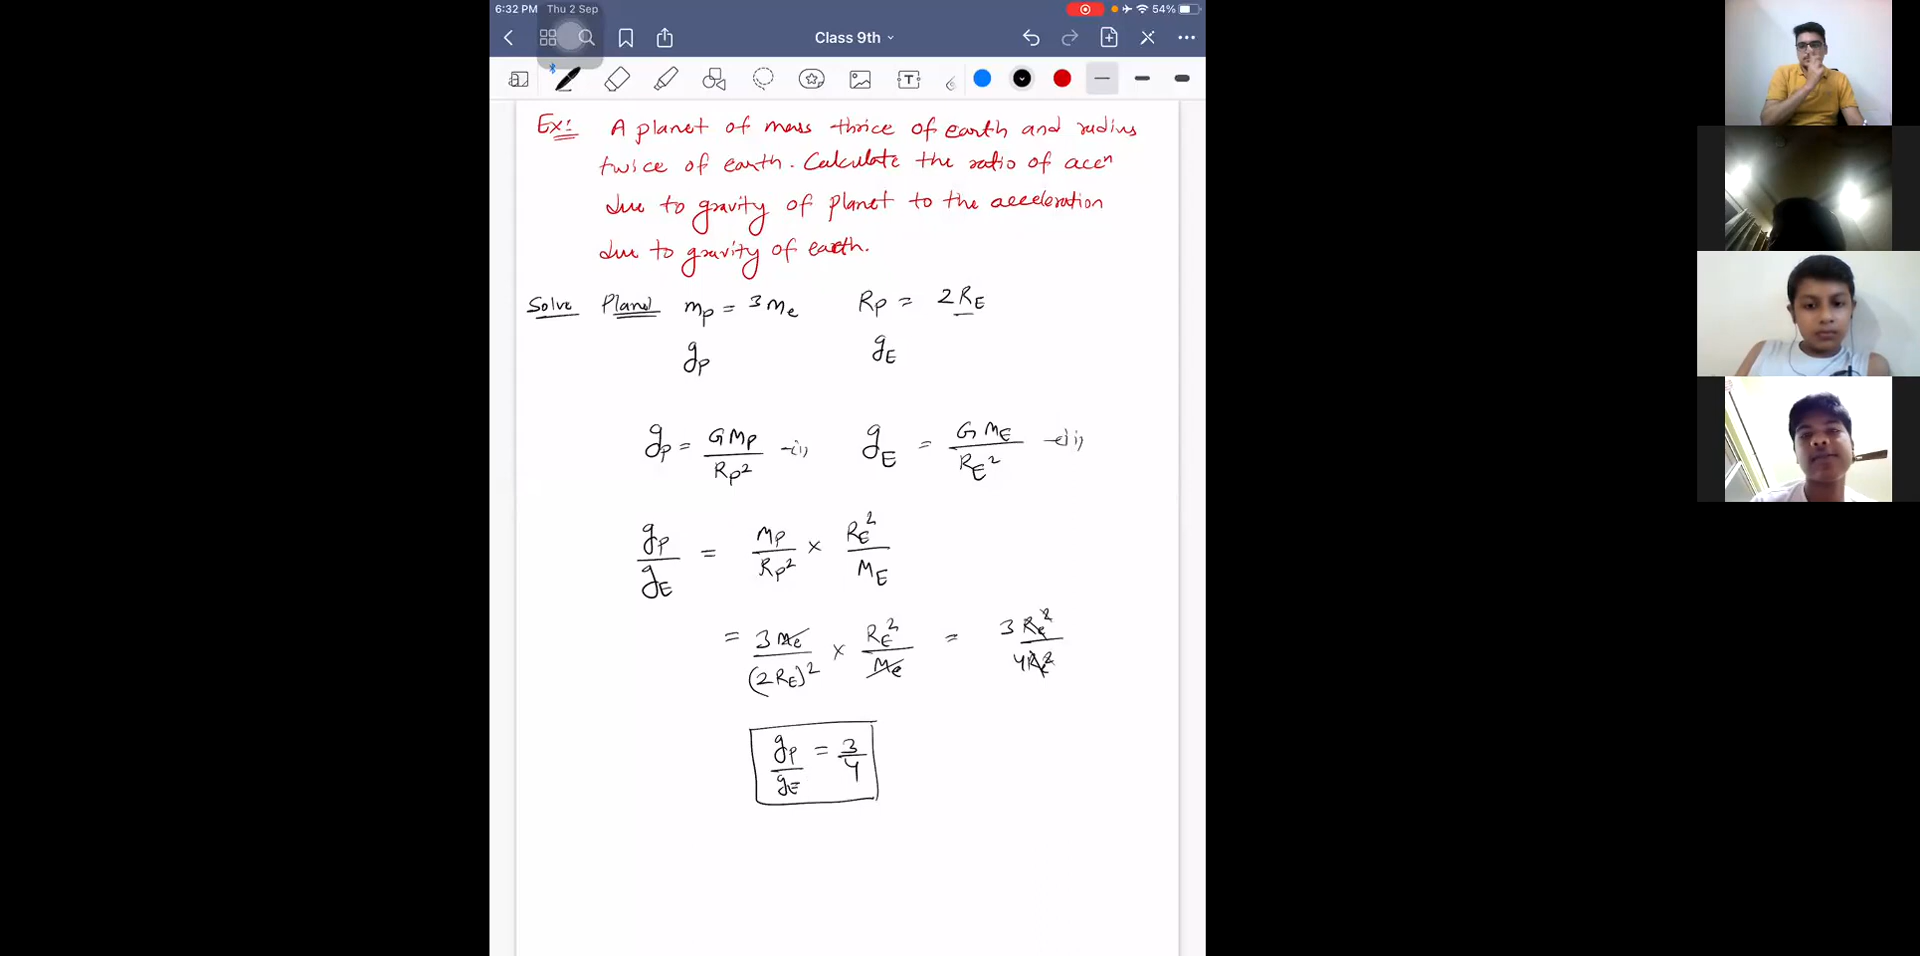 6:32 PM Thu 2 Sep 54%
Class 9th
T
Ex: A planet of mass thrice of earth and radius
twice of earth. Calculate the ratio of accn
due to gravity of planet to the acceleration
due to gravity of earth.
Solve Planet mp = 3Me Rp = 2RE
gp gE
gp = GMp/Rp² -(i) gE = GME/RE² -(ii)
gp/gE = Mp/Rp² × RE²/ME
= 3Me/(2RE)² × RE²/Me = 3Re²/4Re²
gp/gE = 3/4